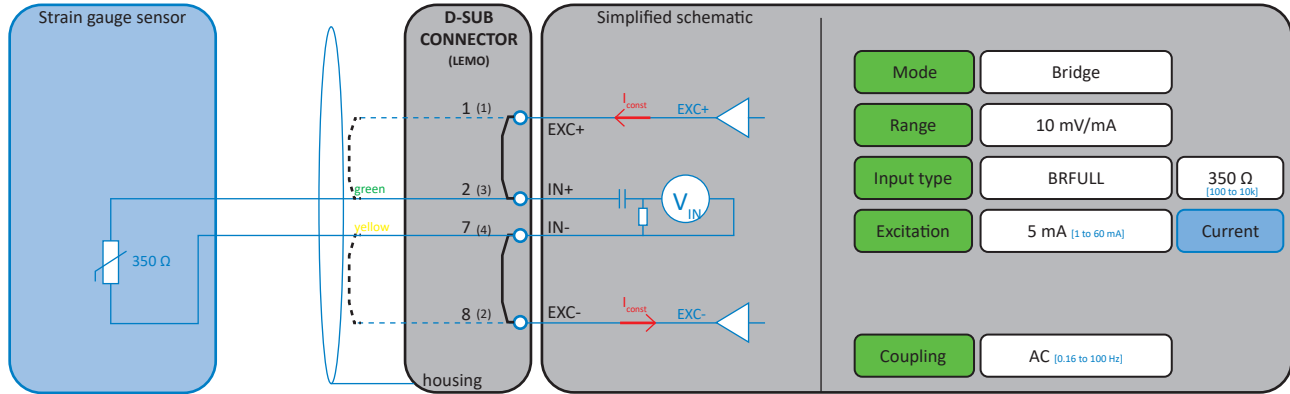 Strain gauge sensor
350 Ω
green
yellow
D-SUB
CONNECTOR
(LEMO)
1 (1)
2 (3)
7 (4)
8 (2)
housing
Simplified schematic
EXC+
I const
EXC+
IN+
V IN
IN-
EXC-
I const
EXC-
Mode Bridge
Range 10 mV/mA
Input type BRFULL 350 Ω
[100 to 10k]
Excitation 5 mA [1 to 60 mA] Current
Coupling AC [0.16 to 100 Hz]